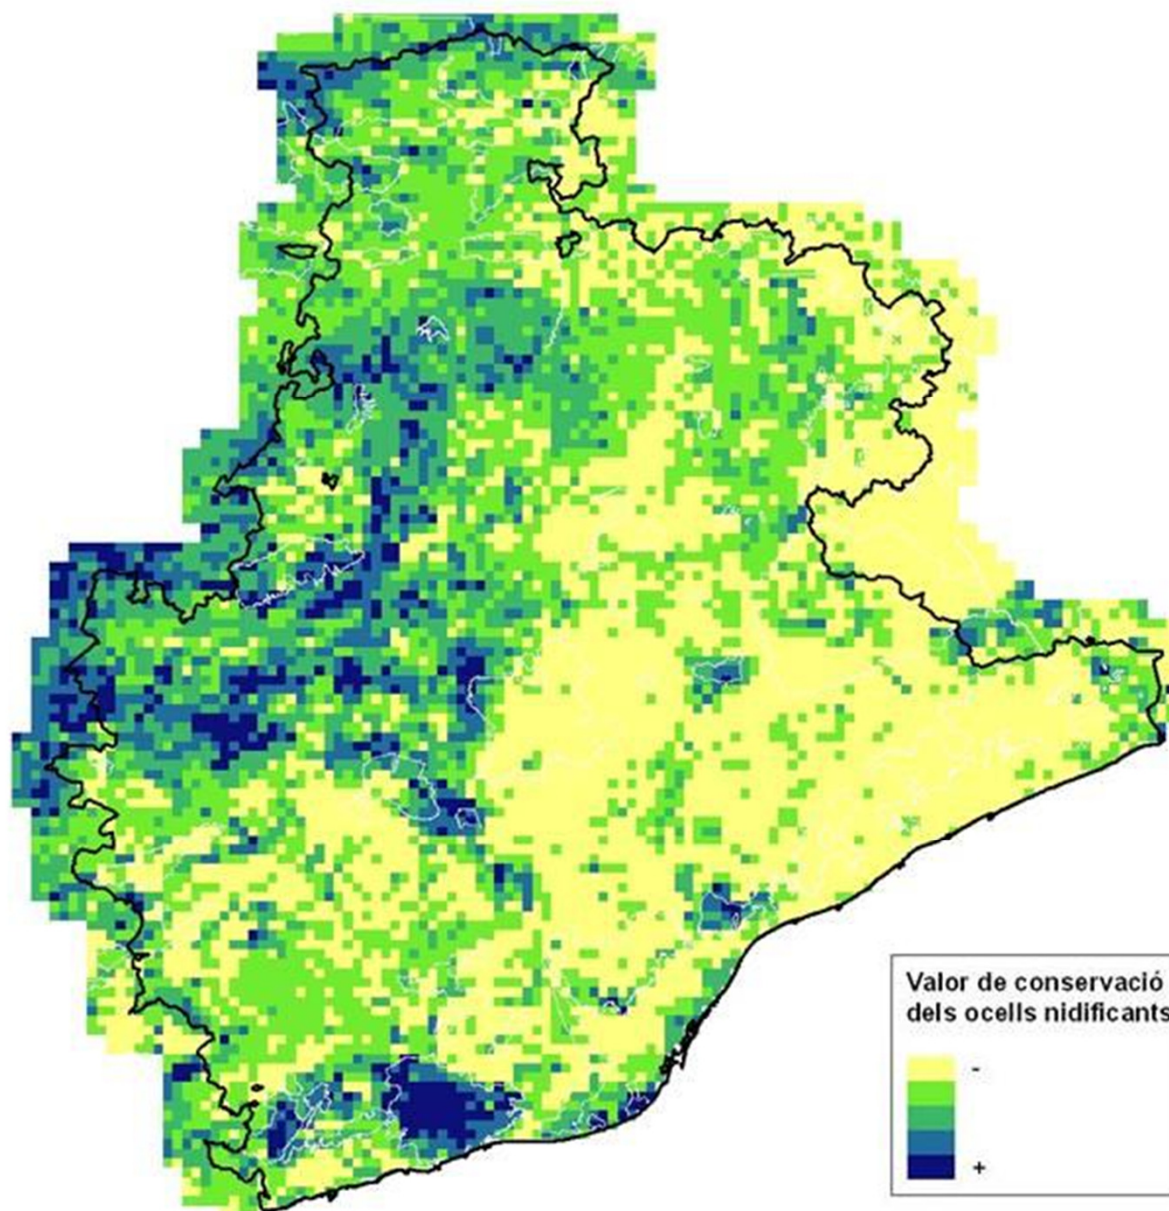 Valor de conservació
dels ocells nidificants
-
+